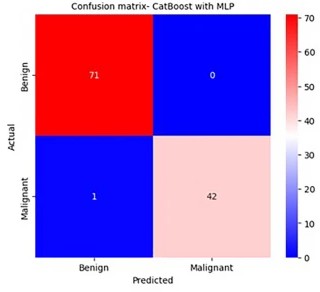 Confusion matrix- CatBoost with MLP
Actual
Benign
Malignant
71
0
1
42
Benign
Malignant
Predicted
70
60
50
40
30
20
10
0